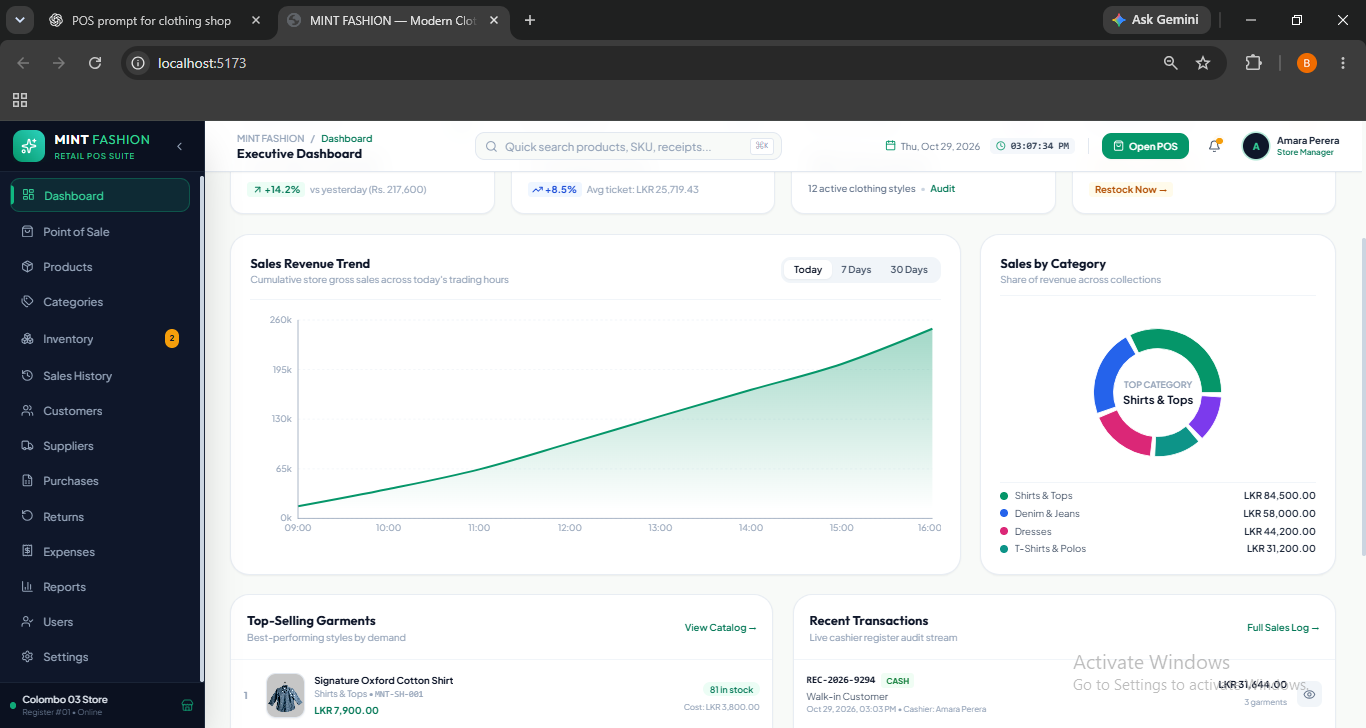 POS prompt for clothing shop
MINT FASHION — Modern Clot
Ask Gemini
localhost:5173
B
MINT FASHION
RETAIL POS SUITE
MINT FASHION / Dashboard
Executive Dashboard
Quick search products, SKU, receipts...
⌘K
Thu, Oct 29, 2026
03:07:34 PM
Open POS
A
Amara Perera
Store Manager
Dashboard
Point of Sale
Products
Categories
Inventory
2
Sales History
Customers
Suppliers
Purchases
Returns
Expenses
Reports
Users
Settings
Colombo 03 Store
Register #01 • Online
+14.2% vs yesterday (Rs. 217,600)
+8.5% Avg ticket: LKR 25,719.43
12 active clothing styles • Audit
Restock Now →
Sales Revenue Trend
Cumulative store gross sales across today's trading hours
Today
7 Days
30 Days
260k
195k
130k
65k
0k
09:00 10:00 11:00 12:00 13:00 14:00 15:00 16:00
Sales by Category
Share of revenue across collections
TOP CATEGORY
Shirts & Tops
Shirts & Tops LKR 84,500.00
Denim & Jeans LKR 58,000.00
Dresses LKR 44,200.00
T-Shirts & Polos LKR 31,200.00
Top-Selling Garments
Best-performing styles by demand
View Catalog →
1
Signature Oxford Cotton Shirt
Shirts & Tops • MNT-SH-001
LKR 7,900.00
81 in stock
Cost: LKR 3,800.00
Recent Transactions
Live cashier register audit stream
Full Sales Log →
REC-2026-9294 CASH
Walk-in Customer
Oct 29, 2026, 03:03 PM • Cashier: Amara Perera
LKR 31,644.00
3 garments
Activate Windows
Go to Settings to activate Windows.